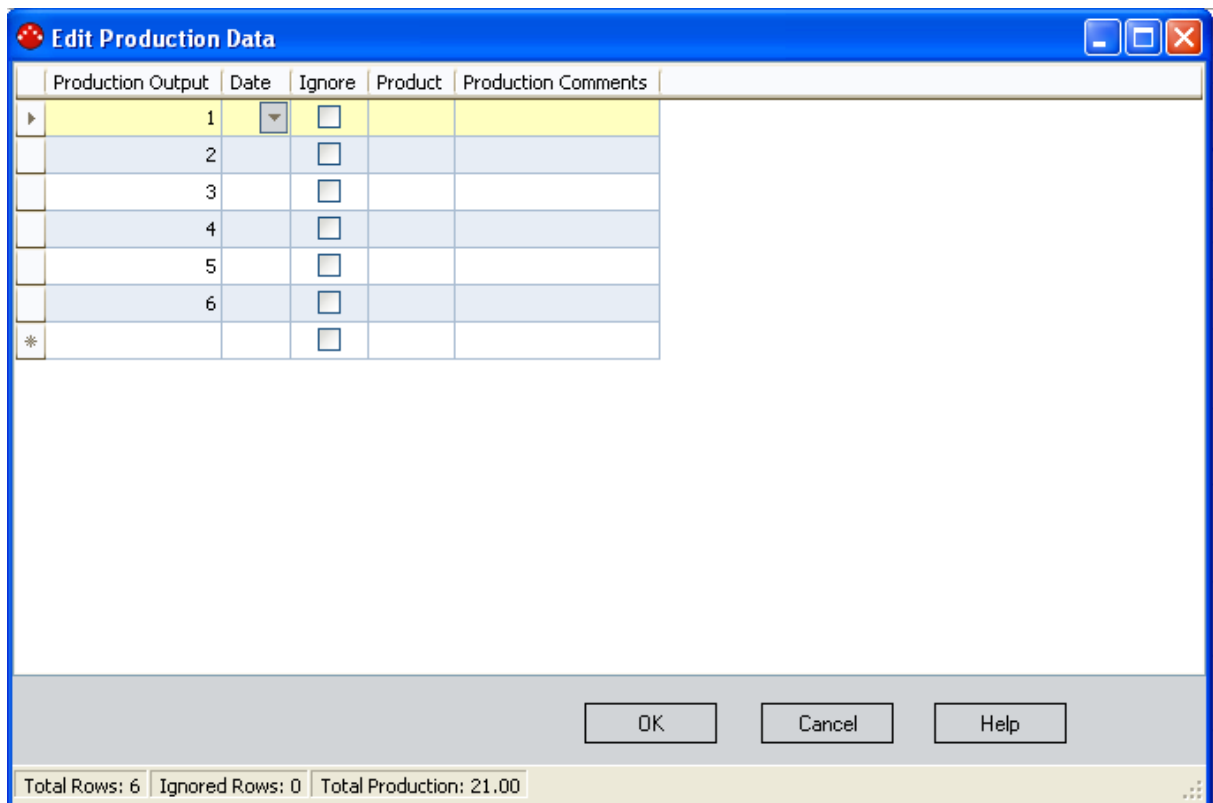 Edit Production Data
Production Output Date Ignore Product Production Comments
1
2
3
4
5
6
OK Cancel Help
Total Rows: 6 Ignored Rows: 0 Total Production: 21.00